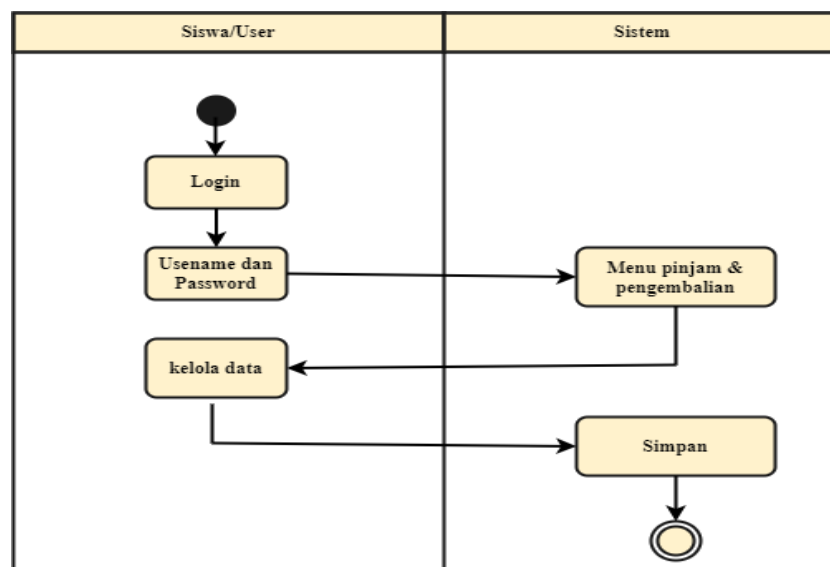 Siswa/User
Sistem
Login
Usename dan
Password
Menu pinjam &
pengembalian
kelola data
Simpan